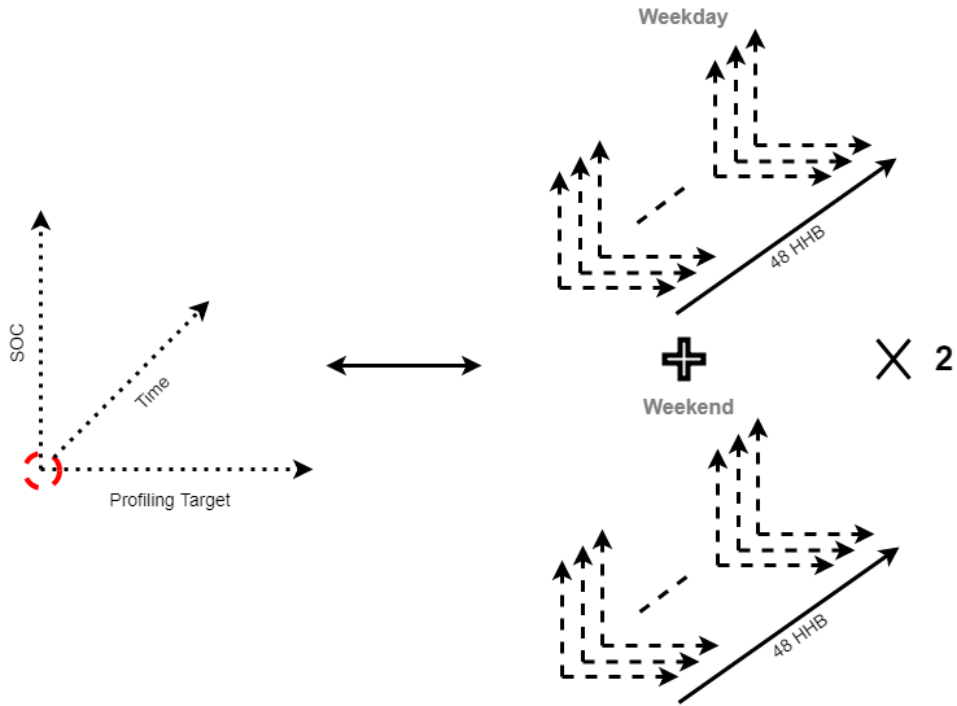 Weekday
48 HHB
SOC
Time
Profiling Target
2
Weekend
48 HHB